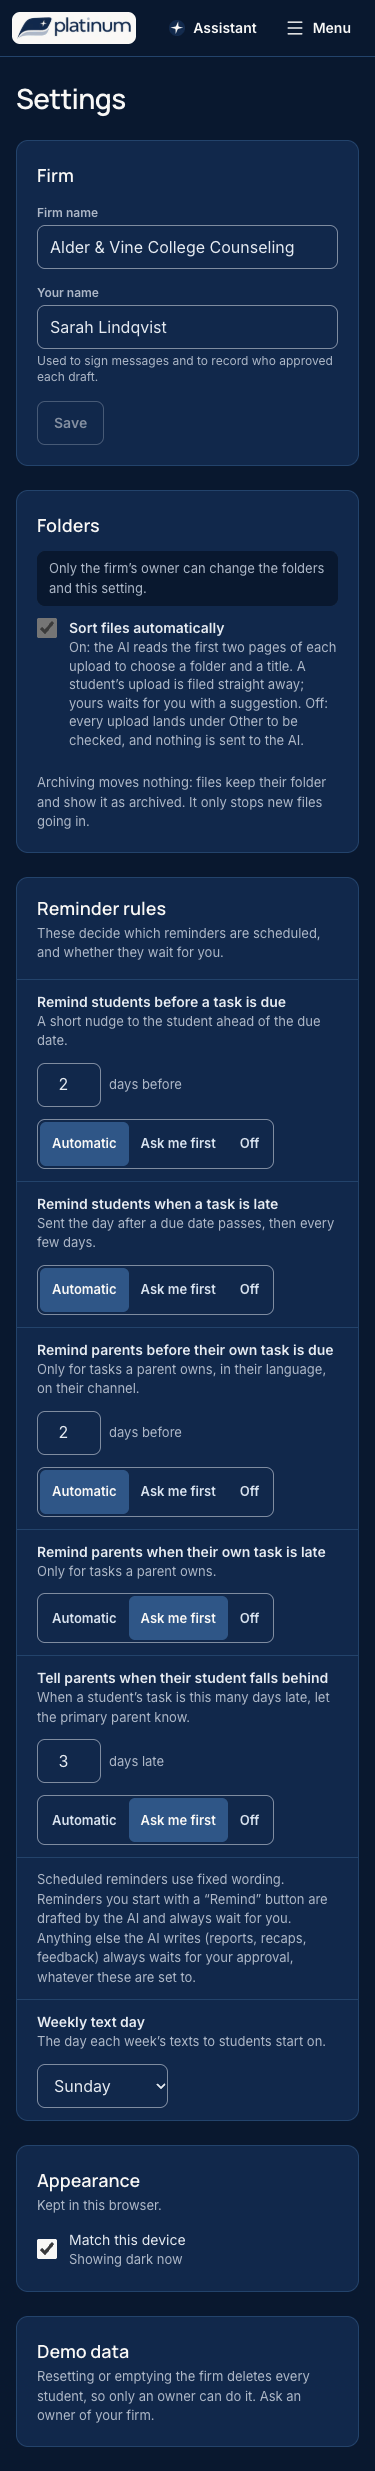 platinum
Assistant
Menu
Settings
Firm
Firm name
Alder & Vine College Counseling
Your name
Sarah Lindqvist
Used to sign messages and to record who approved
each draft.
Save
Folders
Only the firm’s owner can change the folders
and this setting.
Sort files automatically
On: the AI reads the first two pages of each
upload to choose a folder and a title. A
student’s upload is filed straight away;
yours waits for you with a suggestion. Off:
every upload lands under Other to be
checked, and nothing is sent to the AI.
Archiving moves nothing: files keep their folder
and show it as archived. It only stops new files
going in.
Reminder rules
These decide which reminders are scheduled,
and whether they wait for you.
Remind students before a task is due
A short nudge to the student ahead of the due
date.
2 days before
Automatic Ask me first Off
Remind students when a task is late
Sent the day after a due date passes, then every
few days.
Automatic Ask me first Off
Remind parents before their own task is due
Only for tasks a parent owns, in their language,
on their channel.
2 days before
Automatic Ask me first Off
Remind parents when their own task is late
Only for tasks a parent owns.
Automatic Ask me first Off
Tell parents when their student falls behind
When a student’s task is this many days late, let
the primary parent know.
3 days late
Automatic Ask me first Off
Scheduled reminders use fixed wording.
Reminders you start with a “Remind” button are
drafted by the AI and always wait for you.
Anything else the AI writes (reports, recaps,
feedback) always waits for your approval,
whatever these are set to.
Weekly text day
The day each week’s texts to students start on.
Sunday
Appearance
Kept in this browser.
Match this device
Showing dark now
Demo data
Resetting or emptying the firm deletes every
student, so only an owner can do it. Ask an
owner of your firm.